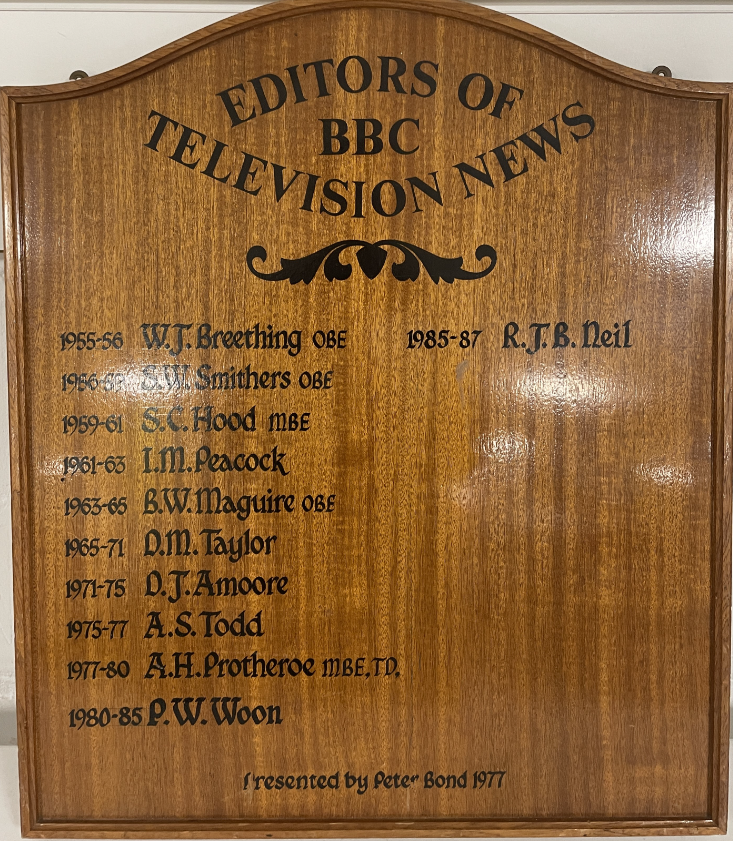 EDITORS OF
BBC
TELEVISION NEWS
1955-56 W.J. Breething OBE
1956- S.W. Smithers OBE
1959-61 S.C. Hood MBE
1961-63 I.M. Peacock
1963-65 B.W. Maguire OBE
1965-71 D.M. Taylor
1971-75 D.J. Amoore
1975-77 A.S. Todd
1977-80 A.H. Protheroe MBE, TD.
1980-85 P.W. Woon
1985-87 R.J.B. Neil
Presented by Peter Bond 1977